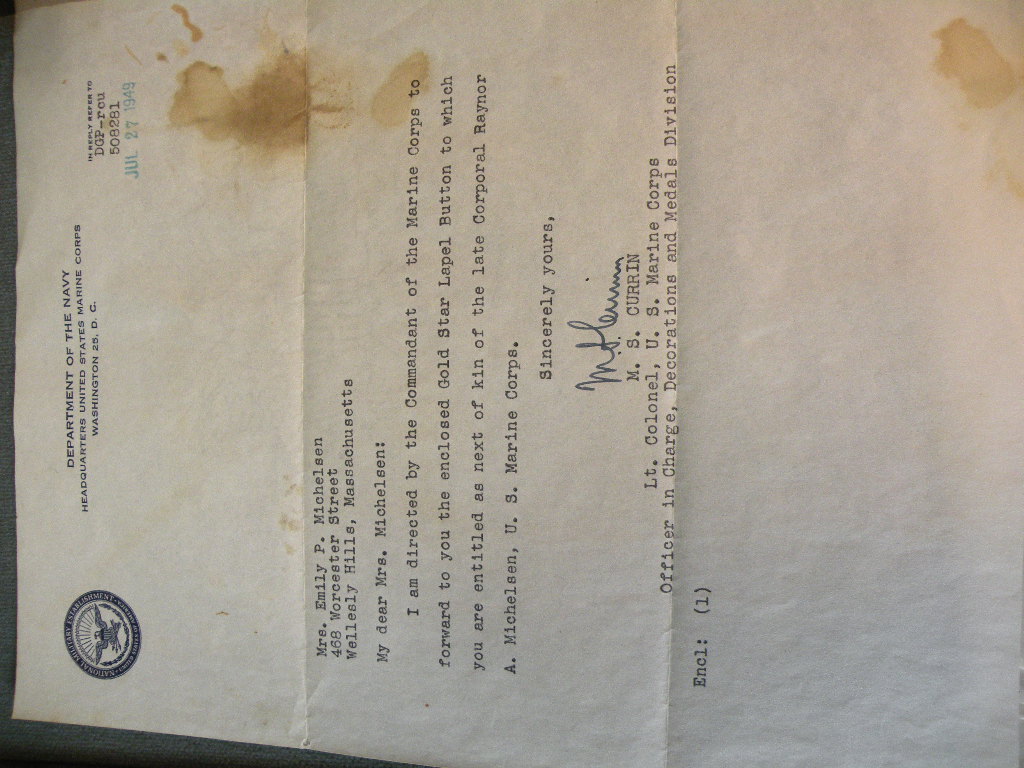 DEPARTMENT OF THE NAVY
HEADQUARTERS UNITED STATES MARINE CORPS
WASHINGTON 25, D. C.
IN REPLY REFER TO
DGP-rcu
508281
JUL 27 1949
NATIONAL MILITARY ESTABLISHMENT
Mrs. Emily P. Michelsen
468 Worcester Street
Wellesly Hills, Massachusetts
My dear Mrs. Michelsen:
I am directed by the Commandant of the Marine Corps to
forward to you the enclosed Gold Star Lapel Button to which
you are entitled as next of kin of the late Corporal Raynor
A. Michelsen, U. S. Marine Corps.
Sincerely yours,
M. S. CURRIN
Lt. Colonel, U. S. Marine Corps
Officer in Charge, Decorations and Medals Division
Encl: (1)